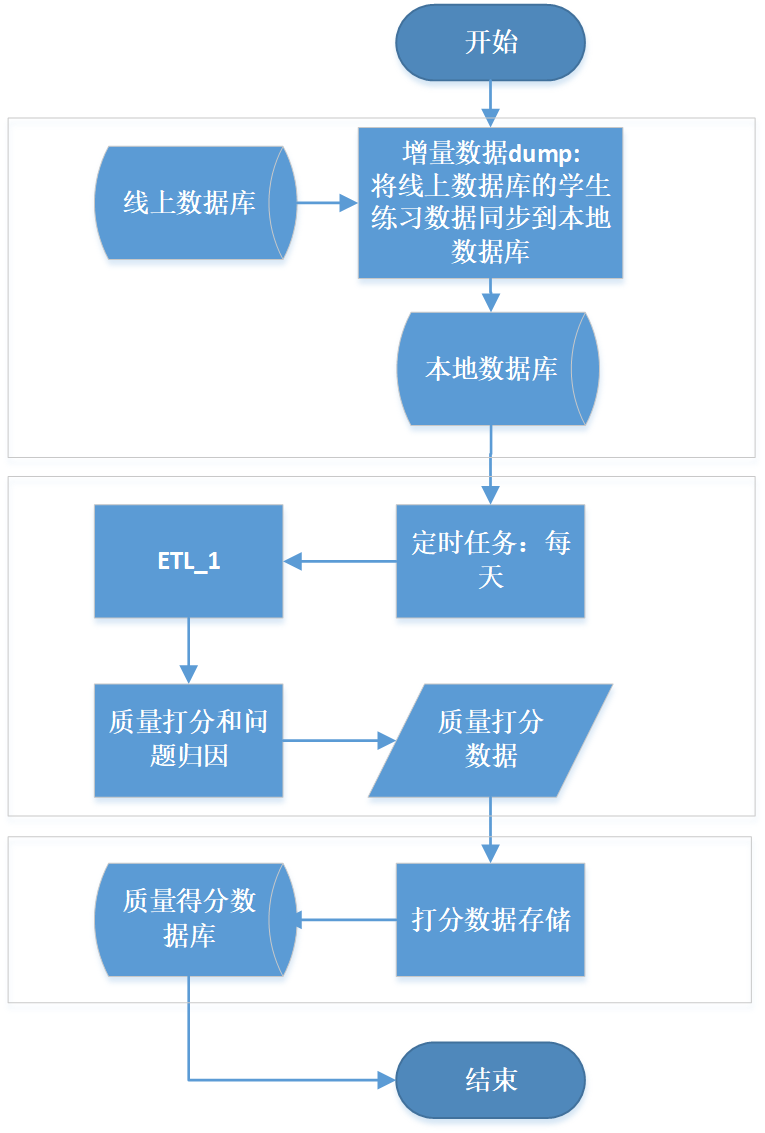 开始
线上数据库
增量数据dump:
将线上数据库的学生
练习数据同步到本地
数据库
本地数据库
ETL_1
定时任务：每
天
质量打分和问
题归因
质量打分
数据
质量得分数
据库
打分数据存储
结束